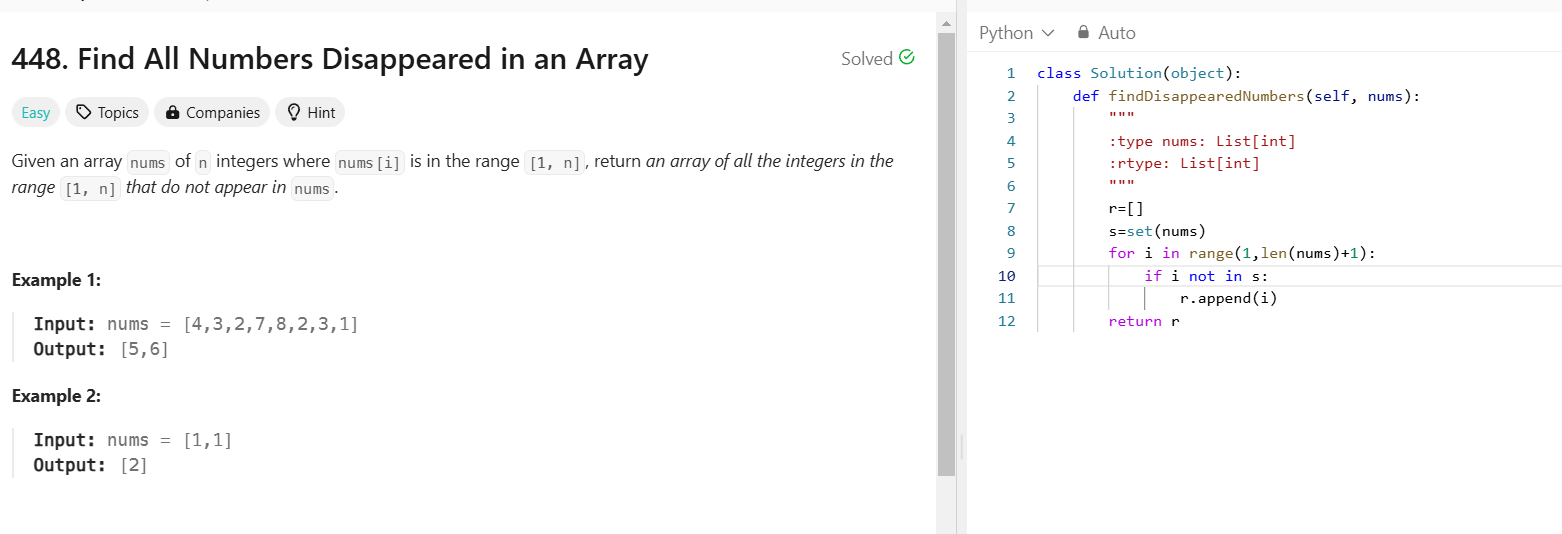 448. Find All Numbers Disappeared in an Array
Solved
Easy Topics Companies Hint
Given an array nums of n integers where nums[i] is in the range [1, n], return an array of all the integers in the
range [1, n] that do not appear in nums.
Example 1:
Input: nums = [4,3,2,7,8,2,3,1]
Output: [5,6]
Example 2:
Input: nums = [1,1]
Output: [2]
Python Auto
1 class Solution(object):
2     def findDisappearedNumbers(self, nums):
3         """
4         :type nums: List[int]
5         :rtype: List[int]
6         """
7         r=[]
8         s=set(nums)
9         for i in range(1,len(nums)+1):
10             if i not in s:
11                 r.append(i)
12         return r